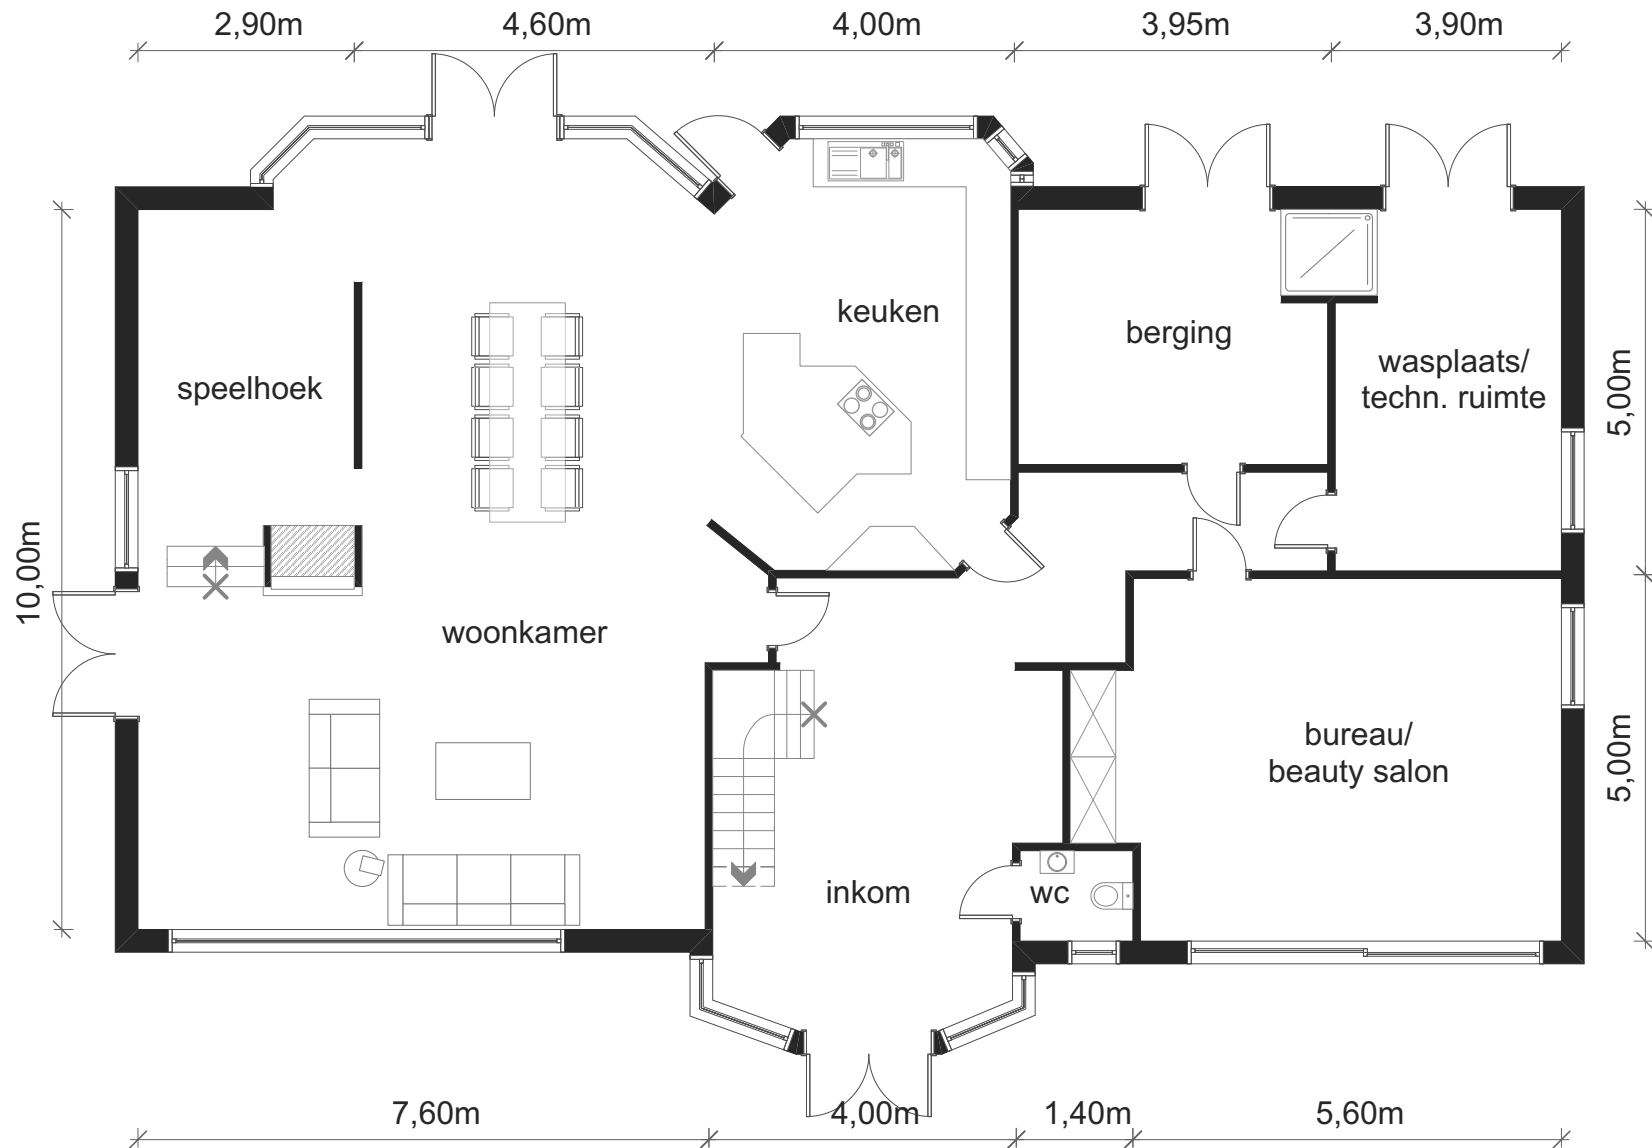 2,90m
4,60m
4,00m
3,95m
3,90m
keuken
berging
wasplaats/
techn. ruimte
speelhoek
5,00m
10,00m
woonkamer
bureau/
beauty salon
5,00m
inkom
wc
7,60m
4,00m
1,40m
5,60m